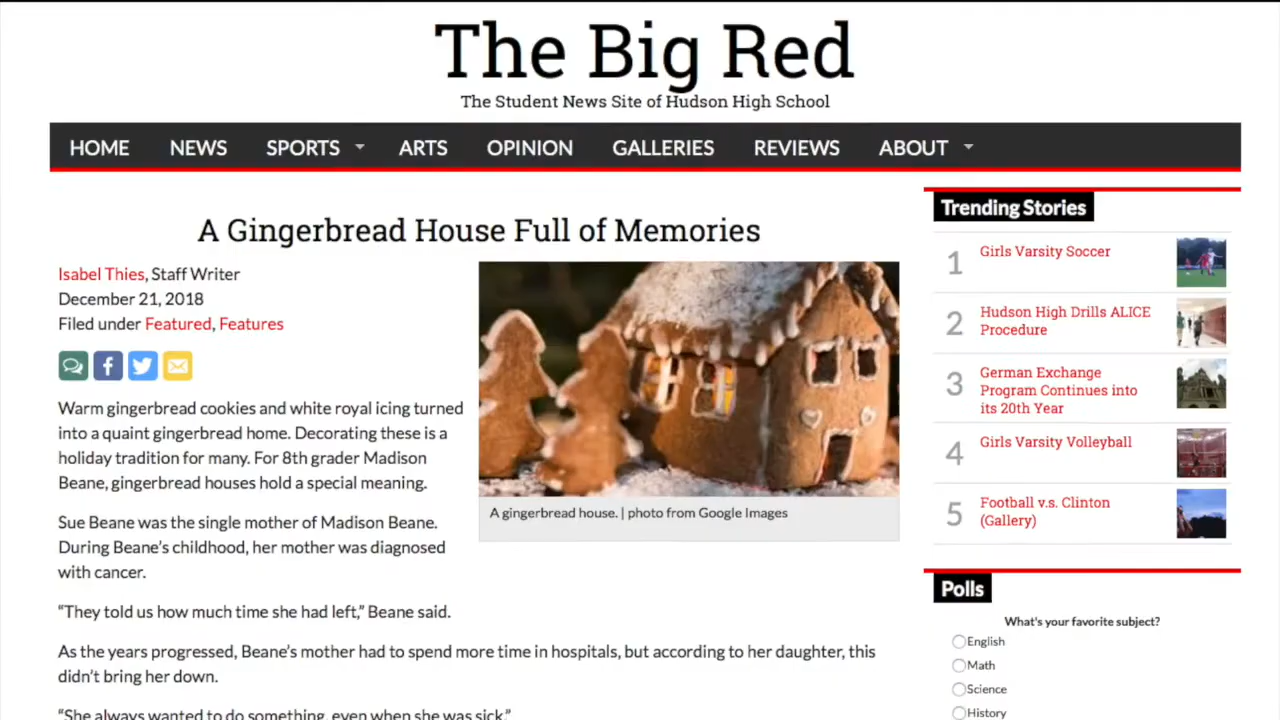 The Big Red
The Student News Site of Hudson High School
HOME NEWS SPORTS ARTS OPINION GALLERIES REVIEWS ABOUT
A Gingerbread House Full of Memories
Isabel Thies, Staff Writer
December 21, 2018
Filed under Featured, Features
Warm gingerbread cookies and white royal icing turned
into a quaint gingerbread home. Decorating these is a
holiday tradition for many. For 8th grader Madison
Beane, gingerbread houses hold a special meaning.
A gingerbread house. | photo from Google Images
Sue Beane was the single mother of Madison Beane.
During Beane’s childhood, her mother was diagnosed
with cancer.
“They told us how much time she had left,” Beane said.
As the years progressed, Beane’s mother had to spend more time in hospitals, but according to her daughter, this
didn’t bring her down.
“She always wanted to do something, even when she was sick.”
Trending Stories
1 Girls Varsity Soccer
2 Hudson High Drills ALICE
Procedure
3 German Exchange
Program Continues into
its 20th Year
4 Girls Varsity Volleyball
5 Football v.s. Clinton
(Gallery)
Polls
What's your favorite subject?
English
Math
Science
History